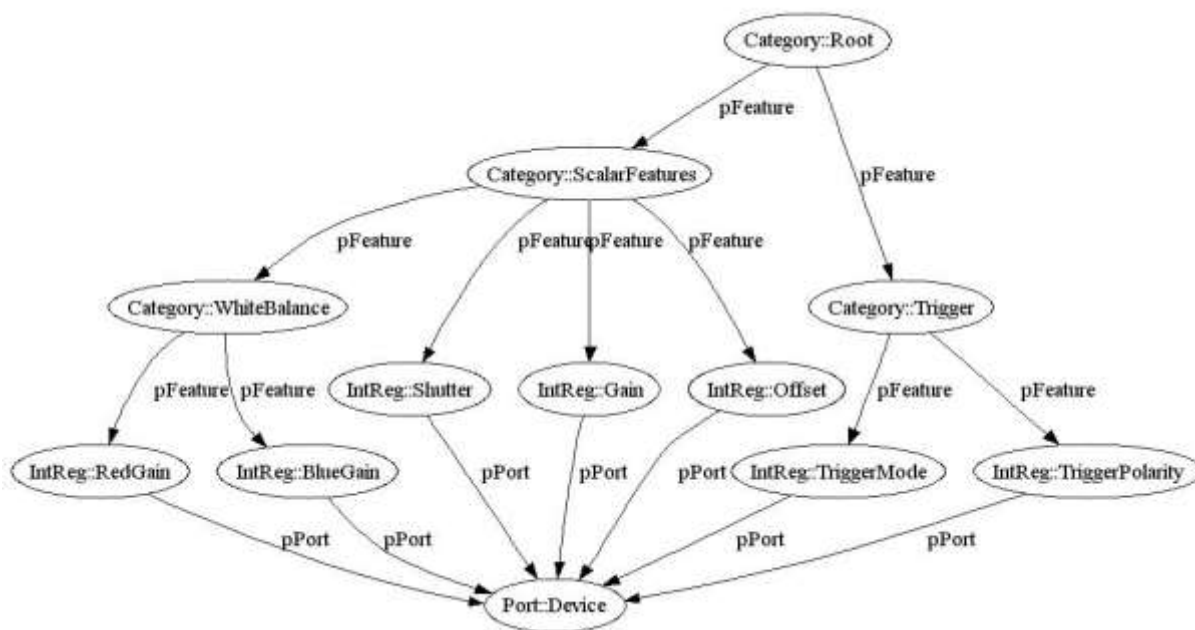 Category::Root
pFeature
Category::ScalarFeatures
pFeature
pFeature
pFeature
pFeature
pFeature
Category::WhiteBalance
Category::Trigger
pFeature
pFeature
IntReg::Shutter
IntReg::Gain
IntReg::Offset
pFeature
pFeature
IntReg::RedGain
IntReg::BlueGain
pPort
pPort
pPort
IntReg::TriggerMode
IntReg::TriggerPolarity
pPort
pPort
pPort
pPort
Port::Device